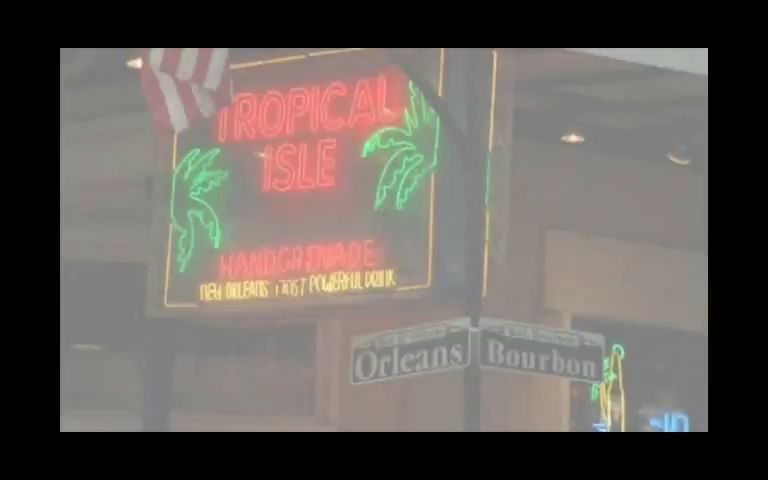 TROPICAL
ISLE
HANDGRENADE
NEW ORLEANS MOST POWERFUL DRINK
Orleans
Bourbon